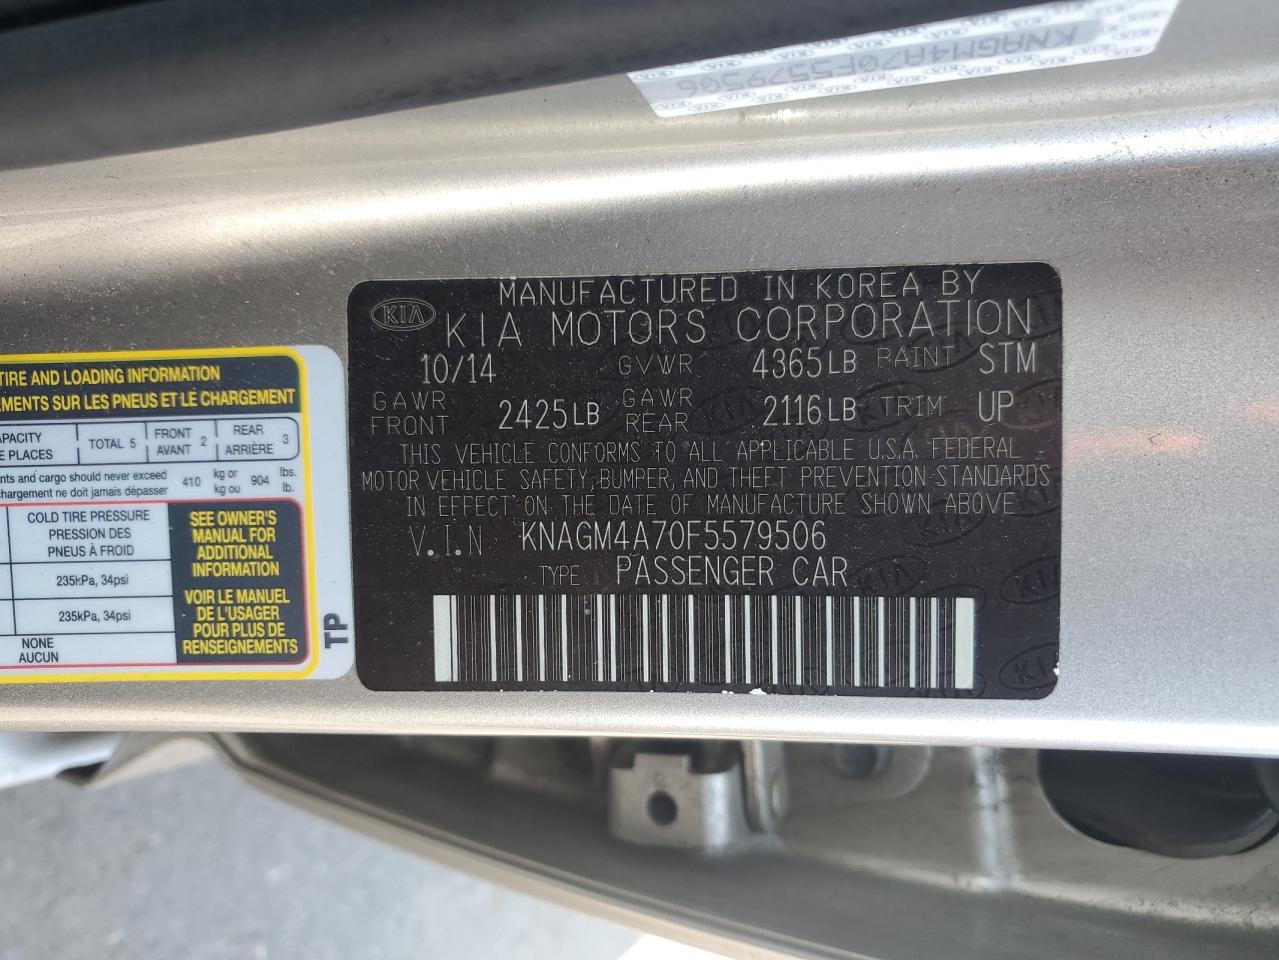 KNAGM4A70F5579506
MANUFACTURED IN KOREA BY
KIA KIA MOTORS CORPORATION
10/14 GVWR 4365LB PAINT STM
GAWR FRONT 2425LB GAWR REAR 2116LB TRIM UP
THIS VEHICLE CONFORMS TO ALL APPLICABLE U.S.A. FEDERAL
MOTOR VEHICLE SAFETY, BUMPER, AND THEFT PREVENTION STANDARDS
IN EFFECT ON THE DATE OF MANUFACTURE SHOWN ABOVE
V.I.N KNAGM4A70F5579506
TYPE PASSENGER CAR
TIRE AND LOADING INFORMATION
SUR LES PNEUS ET LE CHARGEMENT
TOTAL 5 FRONT AVANT 2 REAR ARRIÈRE 3
PLACES
and cargo should never exceed 410 kg or 904 lbs.
chargement ne doit jamais dépasser kg ou lb.
COLD TIRE PRESSURE
PRESSION DES
PNEUS À FROID
235kPa, 34psi
235kPa, 34psi
NONE
AUCUN
SEE OWNER'S
MANUAL FOR
ADDITIONAL
INFORMATION
VOIR LE MANUEL
DE L'USAGER
POUR PLUS DE
RENSEIGNEMENTS
TP